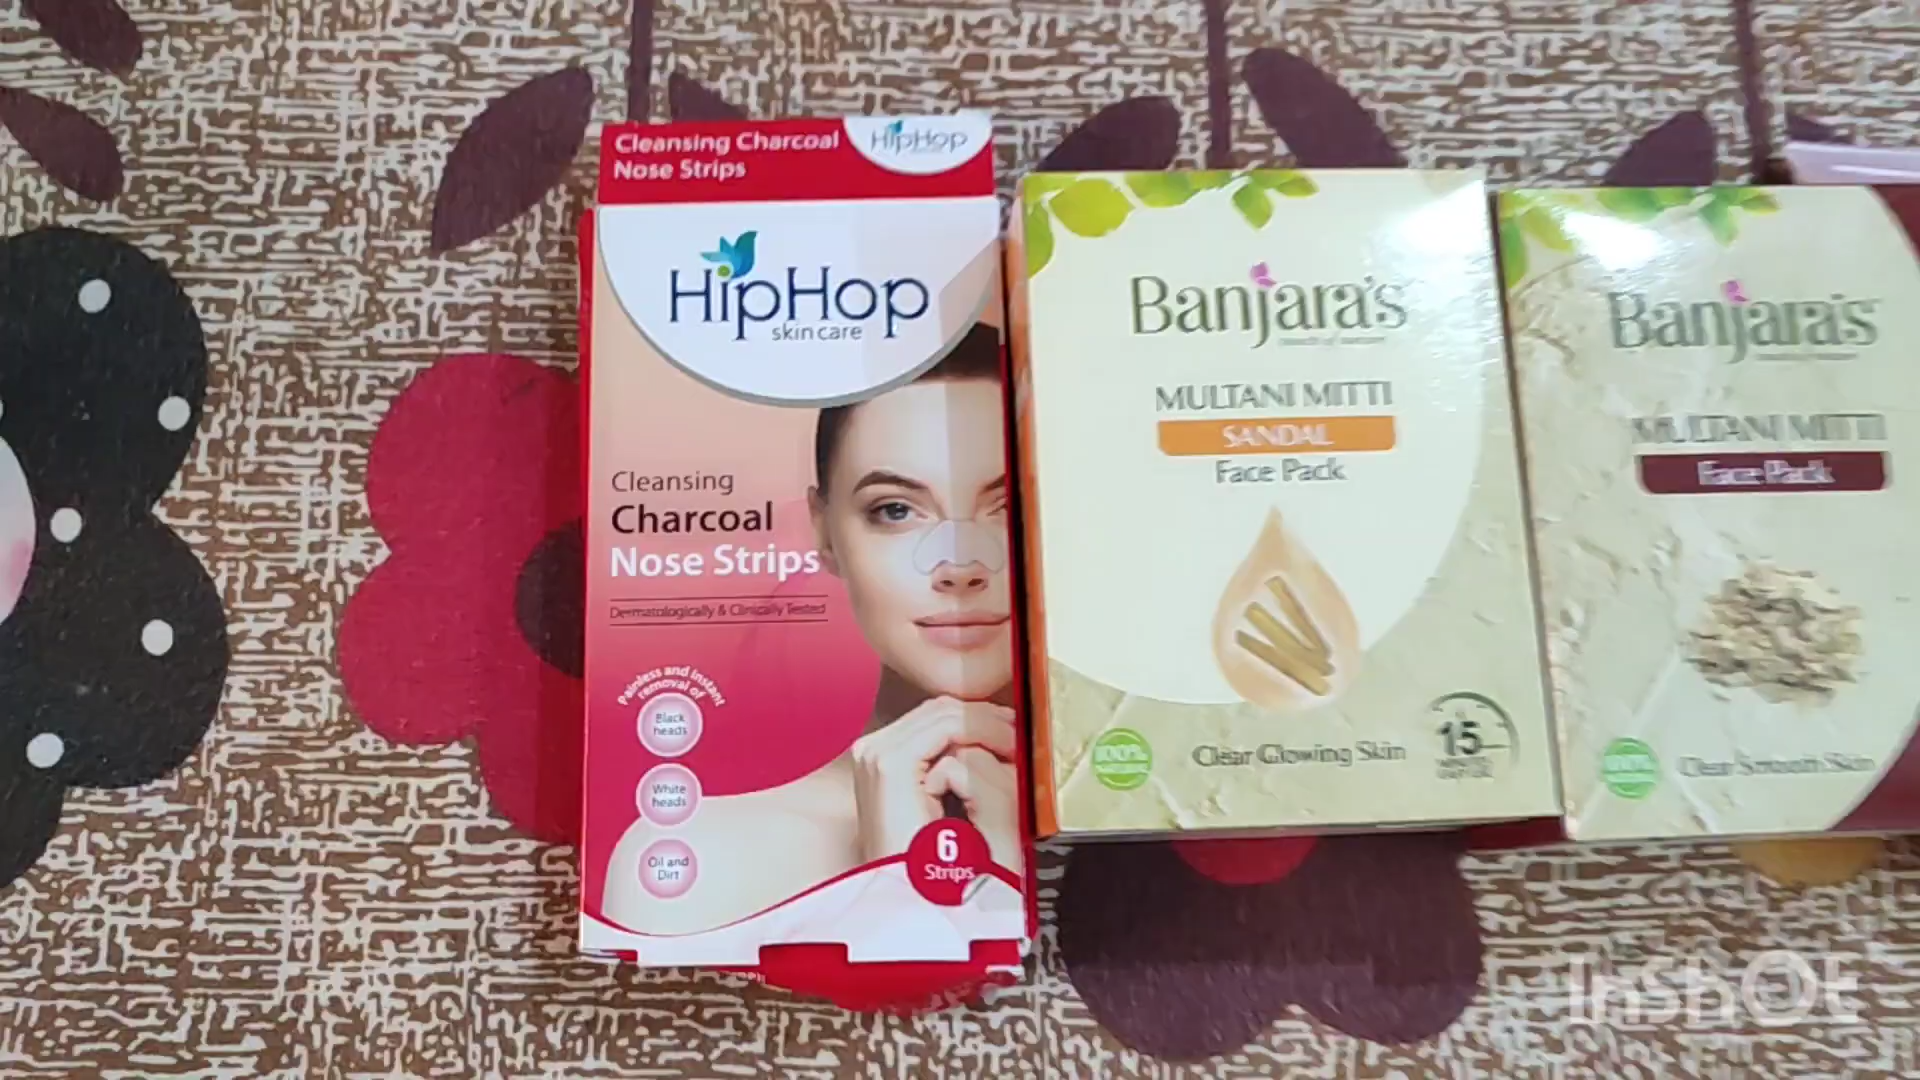 Cleansing Charcoal
Nose Strips
HipHop
HipHop
skin care
Cleansing
Charcoal
Nose Strips
Dermatologically & Clinically Tested
Painless and instant
removal of
Black
heads
White
heads
Oil and
Dirt
6
Strips
Banjara's
MULTANI MITTI
SANDAL
Face Pack
100%
Clear Glowing Skin
15
Banjara's
MULTANI MITTI
Face Pack
100%
Clear Smooth Skin
InShOt